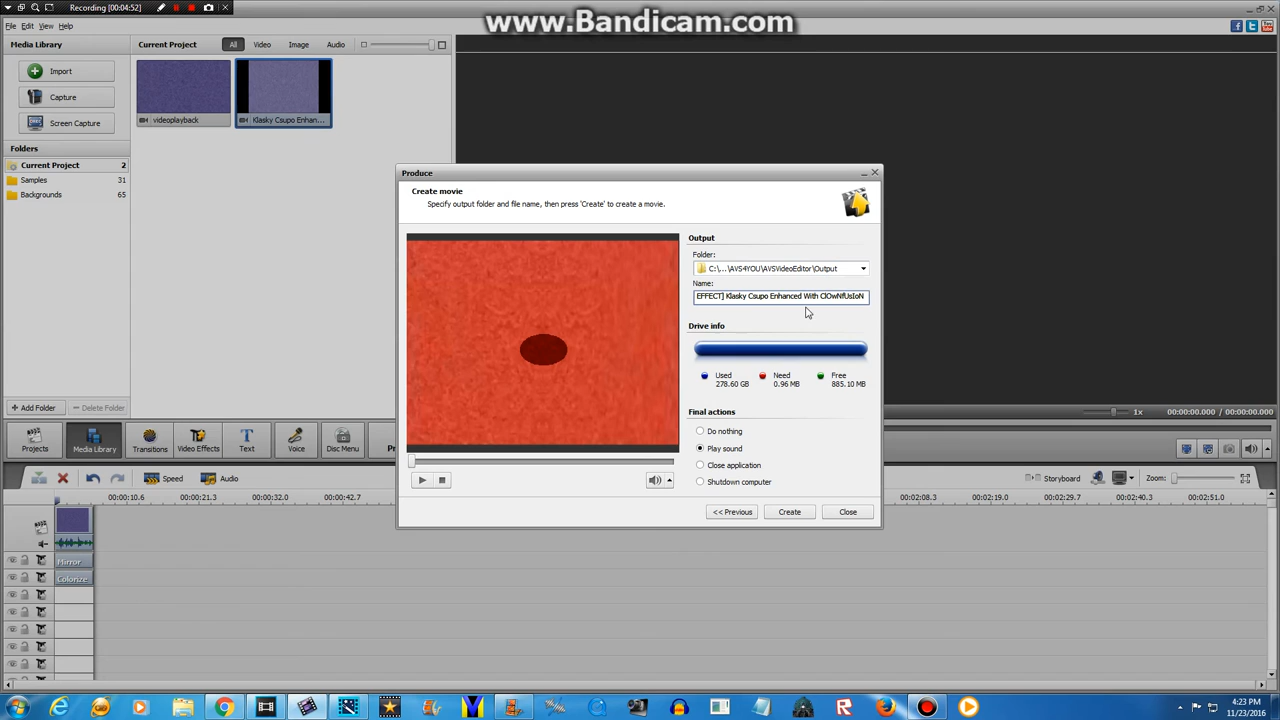 Recording [00:04:52]
www.Bandicam.com
File Edit View Help
Media Library
Current Project
All Video Image Audio
Import
Capture
Screen Capture
videoplayback
Klasky Csupo Enhan...
Folders
Current Project 2
Samples 31
Backgrounds 65
Produce
Create movie
Specify output folder and file name, then press 'Create' to create a movie.
Output
Folder:
C:\...\AVS4YOU\AVSVideoEditor\Output
Name:
EFFECT] Klasky Csupo Enhanced With ClOwNfUsIoN
Drive info
Used Need Free
278.60 GB 0.96 MB 885.10 MB
Final actions
Do nothing
Play sound
Close application
Shutdown computer
<< Previous Create Close
Add Folder Delete Folder
1x 00:00:00.000 / 00:00:00.000
Projects Media Library Transitions Video Effects Text Voice Disc Menu
Speed Audio
Storyboard Zoom:
00:00:10.6 00:00:21.3 00:00:32.0 00:00:42.7 00:02:08.3 00:02:19.0 00:02:29.7 00:02:40.3 00:02:51.0
Mirror
Colorize
4:23 PM
11/23/2016